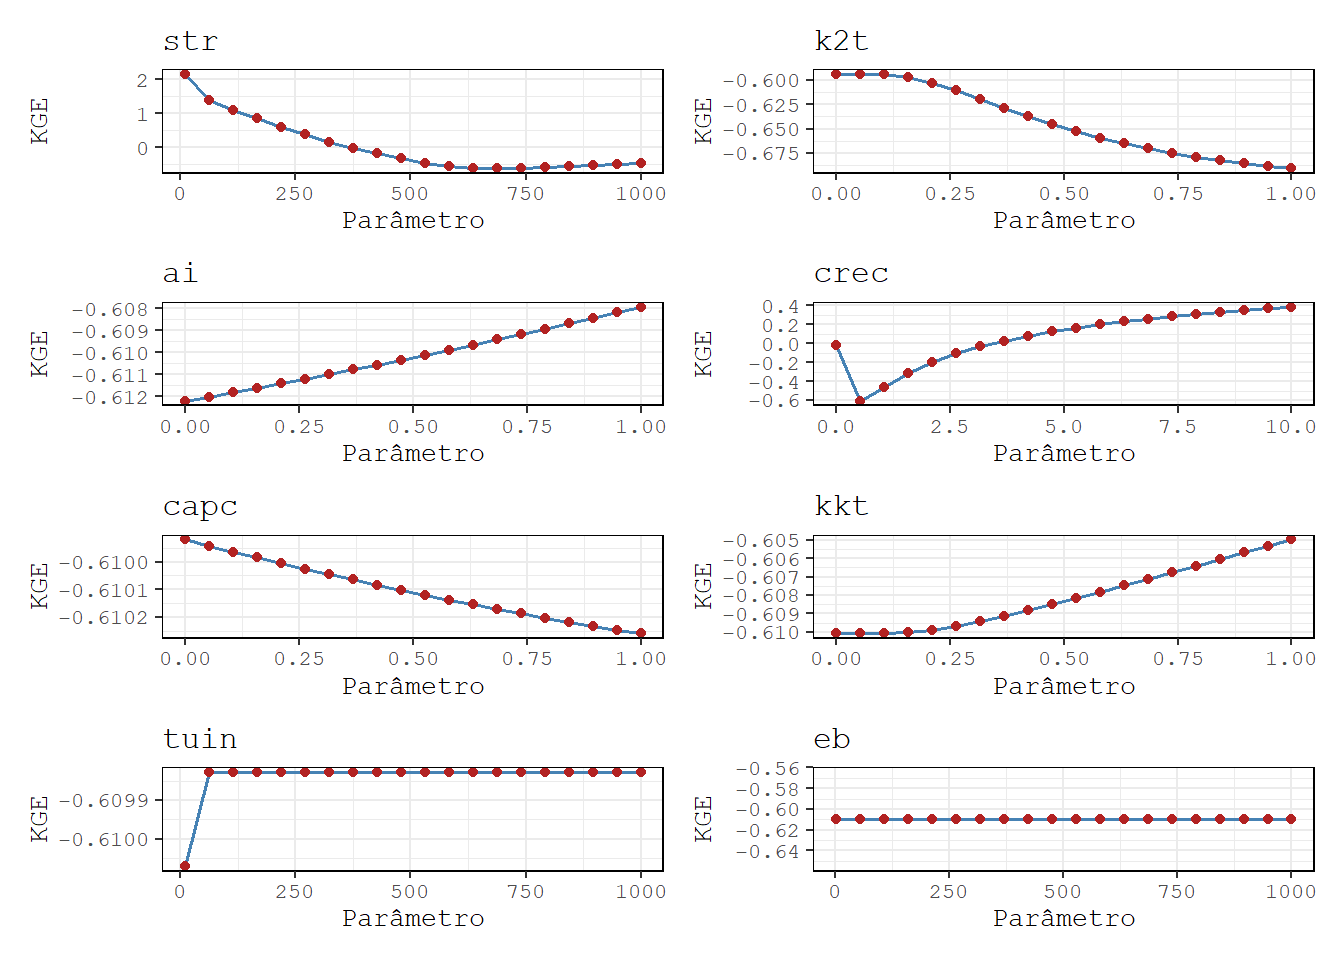 str
KGE
2
1
0
0 250 500 750 1000
Parâmetro
k2t
KGE
-0.600
-0.625
-0.650
-0.675
0.00 0.25 0.50 0.75 1.00
Parâmetro
ai
KGE
-0.608
-0.609
-0.610
-0.611
-0.612
0.00 0.25 0.50 0.75 1.00
Parâmetro
crec
KGE
0.4
0.2
0.0
-0.2
-0.4
-0.6
0.0 2.5 5.0 7.5 10.0
Parâmetro
capc
KGE
-0.6100
-0.6101
-0.6102
0.00 0.25 0.50 0.75 1.00
Parâmetro
kkt
KGE
-0.605
-0.606
-0.607
-0.608
-0.609
-0.610
0.00 0.25 0.50 0.75 1.00
Parâmetro
tuin
KGE
-0.6099
-0.6100
0 250 500 750 1000
Parâmetro
eb
KGE
-0.56
-0.58
-0.60
-0.62
-0.64
0 250 500 750 1000
Parâmetro